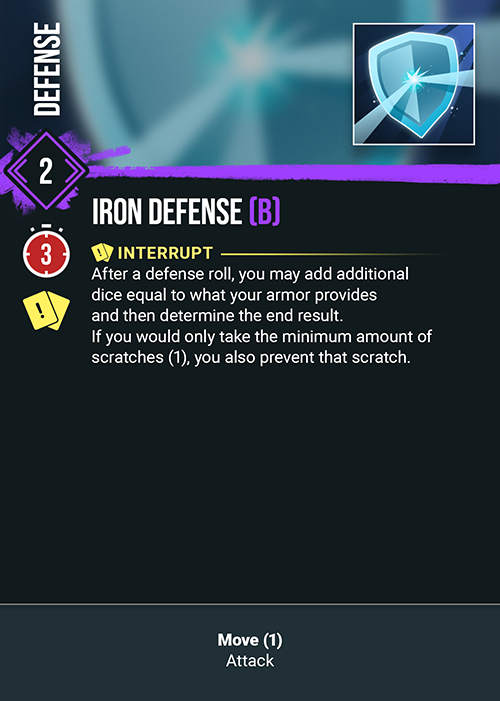 DEFENSE
2
IRON DEFENSE (B)
3
INTERRUPT
!
After a defense roll, you may add additional
dice equal to what your armor provides
and then determine the end result.
If you would only take the minimum amount of
scratches (1), you also prevent that scratch.
Move (1)
Attack